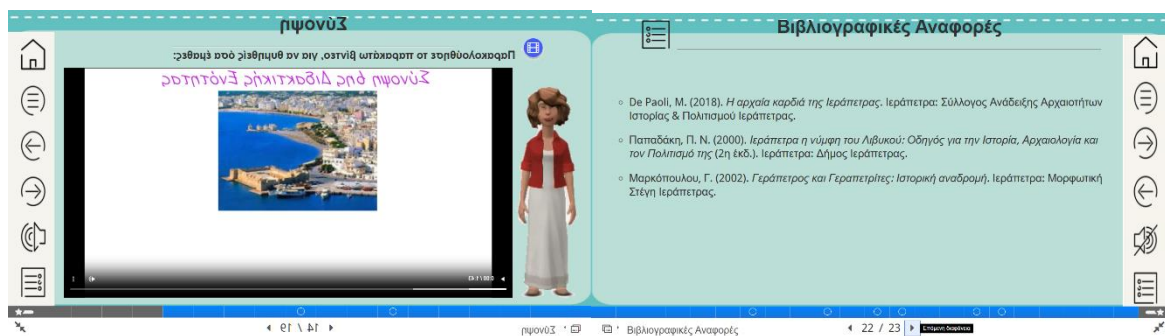 Σύνοψη
Παρακολούθησε το παρακάτω βίντεο, για να θυμηθείς όσα έμαθες:
Σύνοψη 6ης Διδακτικής Ενότητας
14 / 19
Σύνοψη
Βιβλιογραφικές Αναφορές
De Paoli, M. (2018). Η αρχαία καρδιά της Ιεράπετρας. Ιεράπετρα: Σύλλογος Ανάδειξης Αρχαιοτήτων
Ιστορίας & Πολιτισμού Ιεράπετρας.
Παπαδάκη, Π. Ν. (2000). Ιεράπετρα η νύμφη του Λιβυκού: Οδηγός για την Ιστορία, Αρχαιολογία και
τον Πολιτισμό της (2η έκδ.). Ιεράπετρα: Δήμος Ιεράπετρας.
Μαρκόπουλου, Γ. (2002). Γεράπετρος και Γεραπετρίτες: Ιστορική αναδρομή. Ιεράπετρα: Μορφωτική
Στέγη Ιεράπετρας.
Βιβλιογραφικές Αναφορές
22 / 23
Επόμενη διαφάνεια